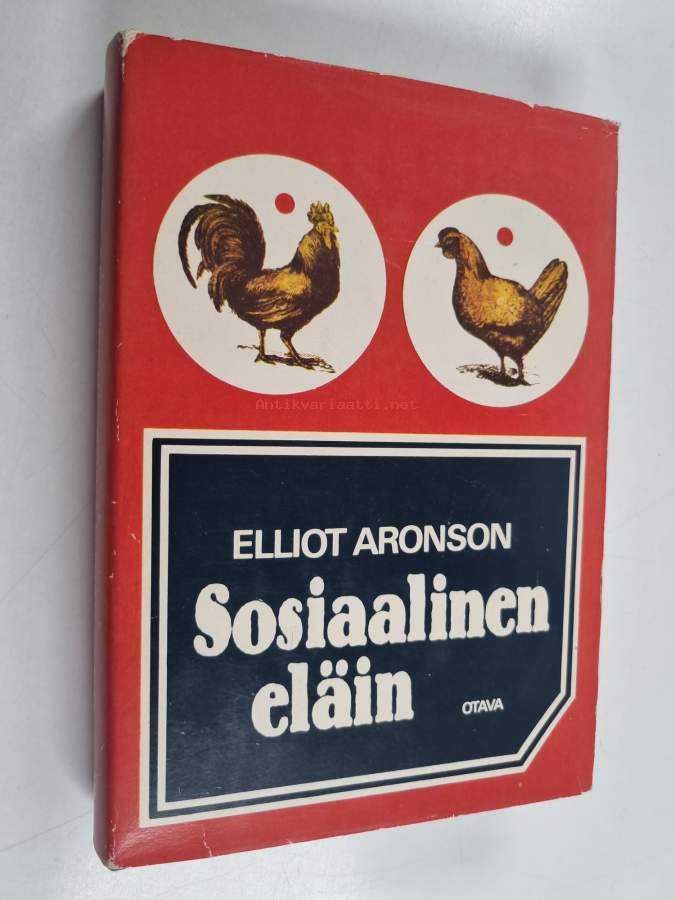 Antikvariaatti.net
ELLIOT ARONSON
Sosiaalinen
eläin
OTAVA